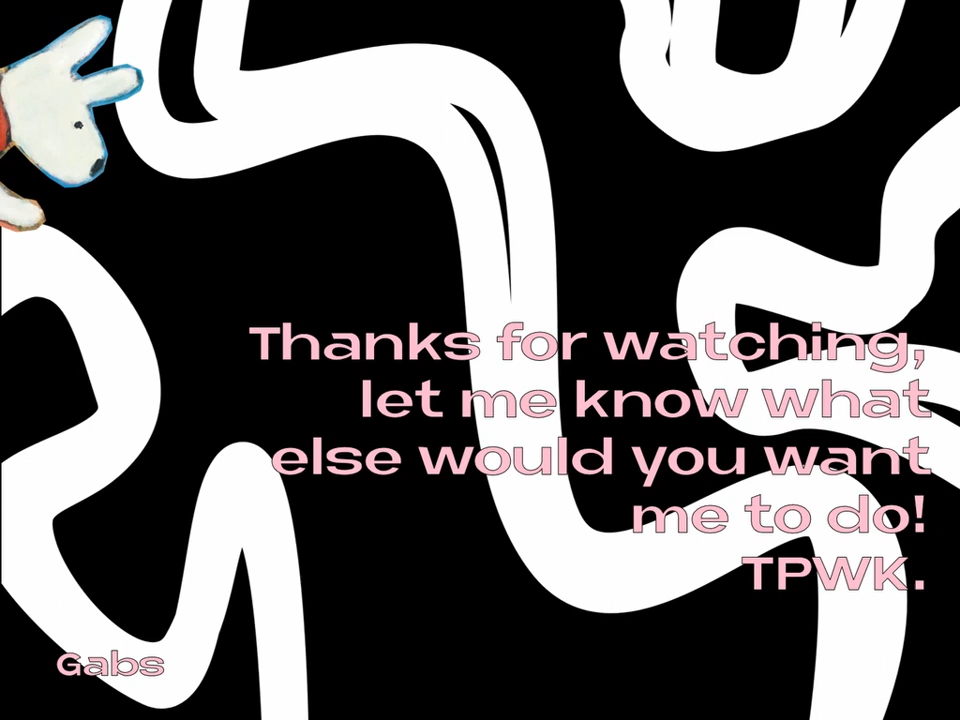 Thanks for watching,
let me know what
else would you want
me to do!
TPWK.
Gabs